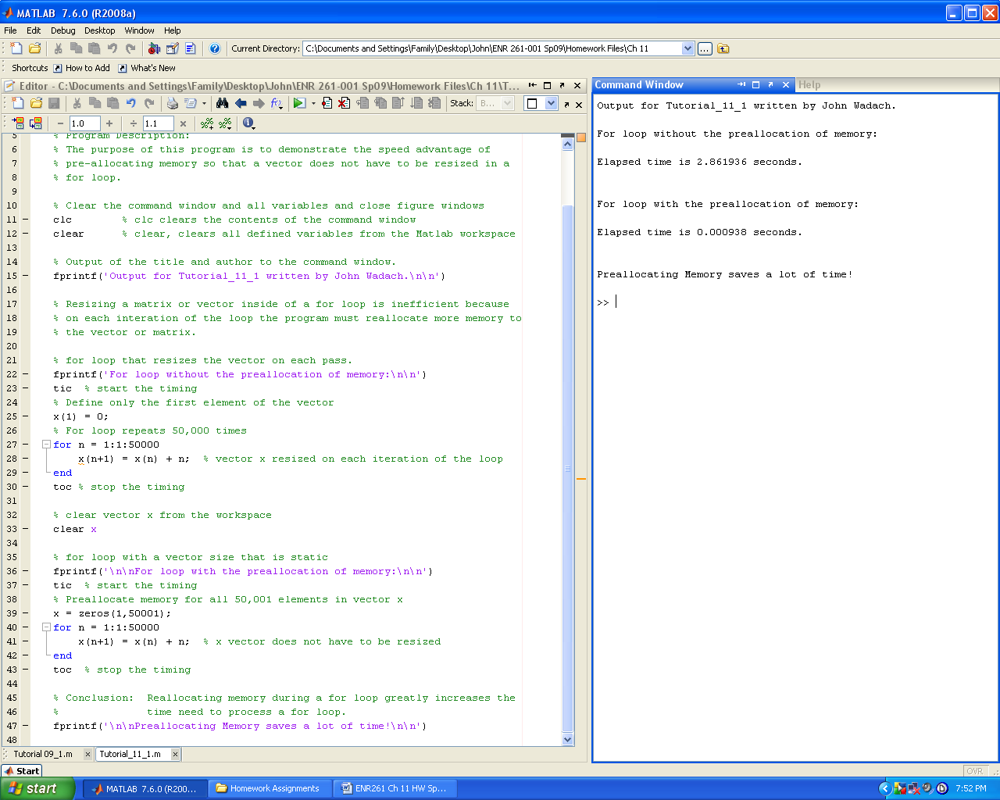 MATLAB 7.6.0 (R2008a)
File Edit Debug Desktop Window Help
Current Directory: C:\Documents and Settings\Family\Desktop\John\ENR 261-001 Sp09\Homework Files\Ch 11
Shortcuts How to Add What's New
Editor - C:\Documents and Settings\Family\Desktop\John\ENR 261-001 Sp09\Homework Files\Ch 11\T...
Stack: B...
1.0 1.1
5 % Program Description:
6 % The purpose of this program is to demonstrate the speed advantage of
7 % pre-allocating memory so that a vector does not have to be resized in a
8 % for loop.
9
10 % Clear the command window and all variables and close figure windows
11 clc % clc clears the contents of the command window
12 clear % clear, clears all defined variables from the Matlab workspace
13
14 % Output of the title and author to the command window.
15 fprintf('Output for Tutorial_11_1 written by John Wadach.\n\n')
16
17 % Resizing a matrix or vector inside of a for loop is inefficient because
18 % on each interation of the loop the program must reallocate more memory to
19 % the vector or matrix.
20
21 % for loop that resizes the vector on each pass.
22 fprintf('For loop without the preallocation of memory:\n\n')
23 tic % start the timing
24 % Define only the first element of the vector
25 x(1) = 0;
26 % For loop repeats 50,000 times
27 for n = 1:1:50000
28 x(n+1) = x(n) + n; % vector x resized on each iteration of the loop
29 end
30 toc % stop the timing
31
32 % clear vector x from the workspace
33 clear x
34
35 % for loop with a vector size that is static
36 fprintf('\n\nFor loop with the preallocation of memory:\n\n')
37 tic % start the timing
38 % Preallocate memory for all 50,001 elements in vector x
39 x = zeros(1,50001);
40 for n = 1:1:50000
41 x(n+1) = x(n) + n; % x vector does not have to be resized
42 end
43 toc % stop the timing
44
45 % Conclusion: Reallocating memory during a for loop greatly increases the
46 % time need to process a for loop.
47 fprintf('\n\nPreallocating Memory saves a lot of time!\n\n')
48
Tutorial 09_1.m Tutorial_11_1.m
Command Window Help
Output for Tutorial_11_1 written by John Wadach.
For loop without the preallocation of memory:
Elapsed time is 2.861936 seconds.
For loop with the preallocation of memory:
Elapsed time is 0.000938 seconds.
Preallocating Memory saves a lot of time!
>>
Start OVR
start MATLAB 7.6.0 (R200... Homework Assignments ENR261 Ch 11 HW Sp... 7:52 PM